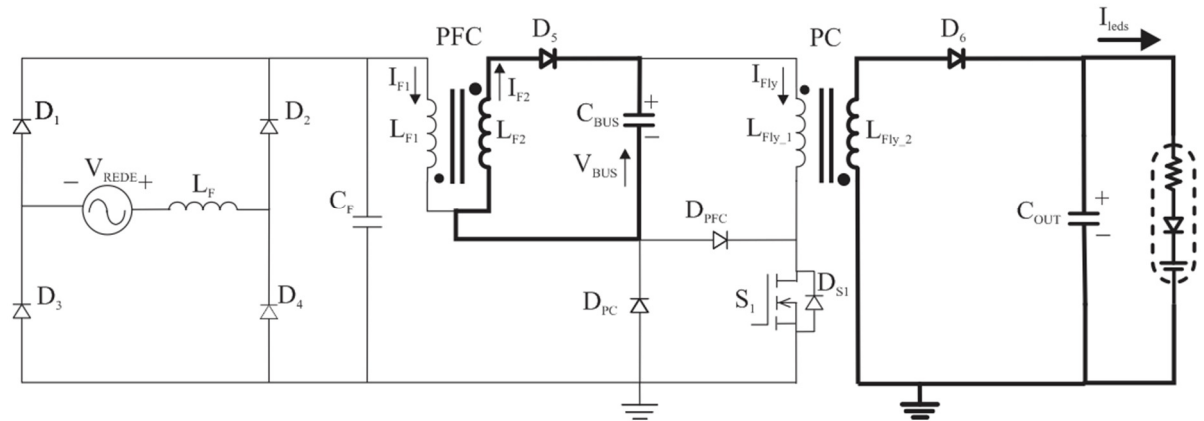 PFC
D₅
PC
D₆
I_leds
I_F1
I_F2
I_Fly
D₁
D₂
L_F1
L_F2
C_BUS
+
−
L_Fly_1
L_Fly_2
V_BUS
− V_REDE +
L_F
C_F
D_PFC
C_OUT
+
−
D₃
D₄
D_PC
S₁
D_S1